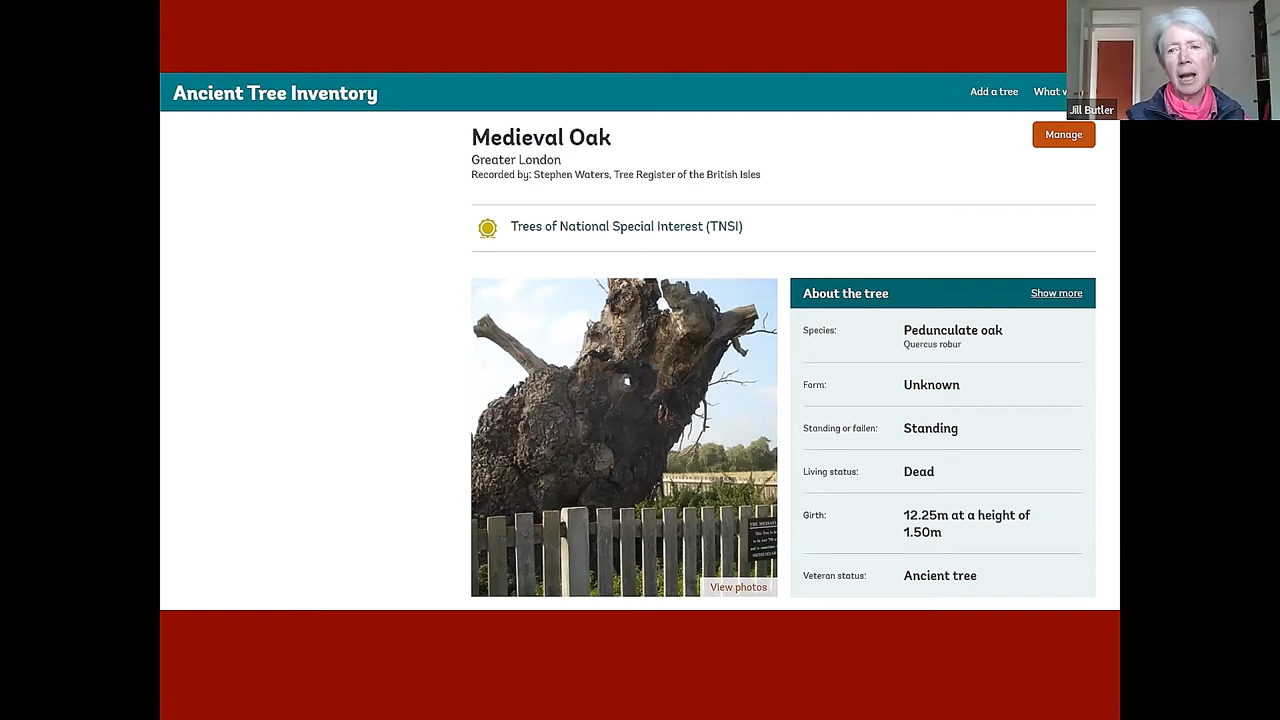 Ancient Tree Inventory
Add a tree
What
Jill Butler
Medieval Oak
Manage
Greater London
Recorded by: Stephen Waters, Tree Register of the British Isles
Trees of National Special Interest (TNSI)
About the tree
Show more
Species:
Pedunculate oak
Quercus robur
Form:
Unknown
Standing or fallen:
Standing
Living status:
Dead
Girth:
12.25m at a height of
1.50m
Veteran status:
Ancient tree
View photos